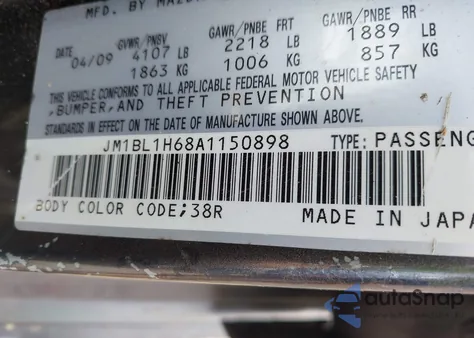 MFD. BY MAZDA
GVWR/PNBV GAWR/PNBE FRT GAWR/PNBE RR
04/09 4107 LB 2218 LB 1889 LB
1863 KG 1006 KG 857 KG
THIS VEHICLE CONFORMS TO ALL APPLICABLE FEDERAL MOTOR VEHICLE SAFETY
,BUMPER,AND THEFT PREVENTION
STANDARDS IN EFFECT ON THE DATE OF MANUFACTURE SHOWN ABOVE.
JM1BL1H68A1150898 TYPE: PASSENG
BODY COLOR CODE;38R MADE IN JAPA
autoSnap